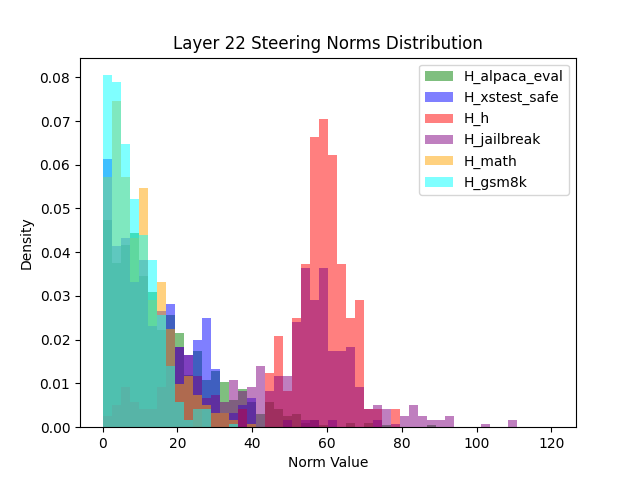 Layer 22 Steering Norms Distribution
H_alpaca_eval
H_xstest_safe
H_h
H_jailbreak
H_math
H_gsm8k
Density
0.08
0.07
0.06
0.05
0.04
0.03
0.02
0.01
0.00
0 20 40 60 80 100 120
Norm Value